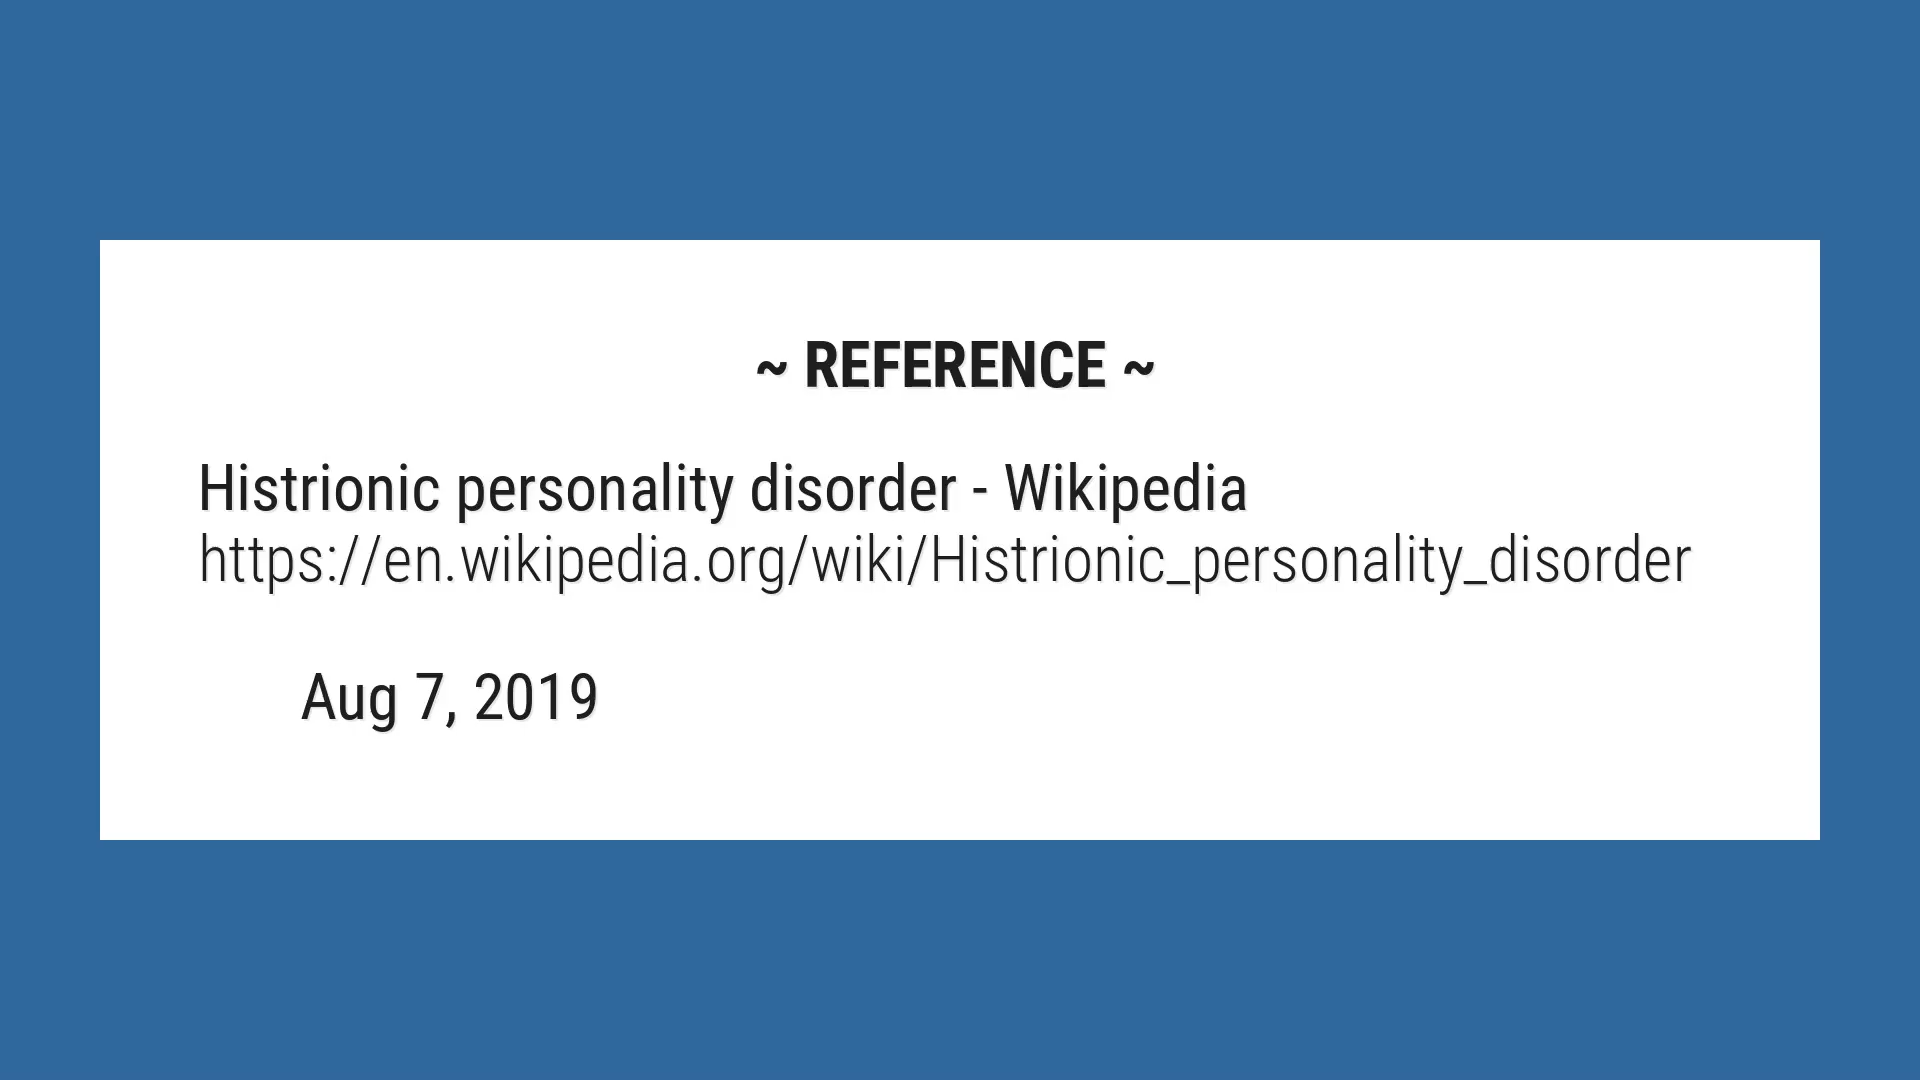 ~ REFERENCE ~
Histrionic personality disorder - Wikipedia
https://en.wikipedia.org/wiki/Histrionic_personality_disorder
Aug 7, 2019